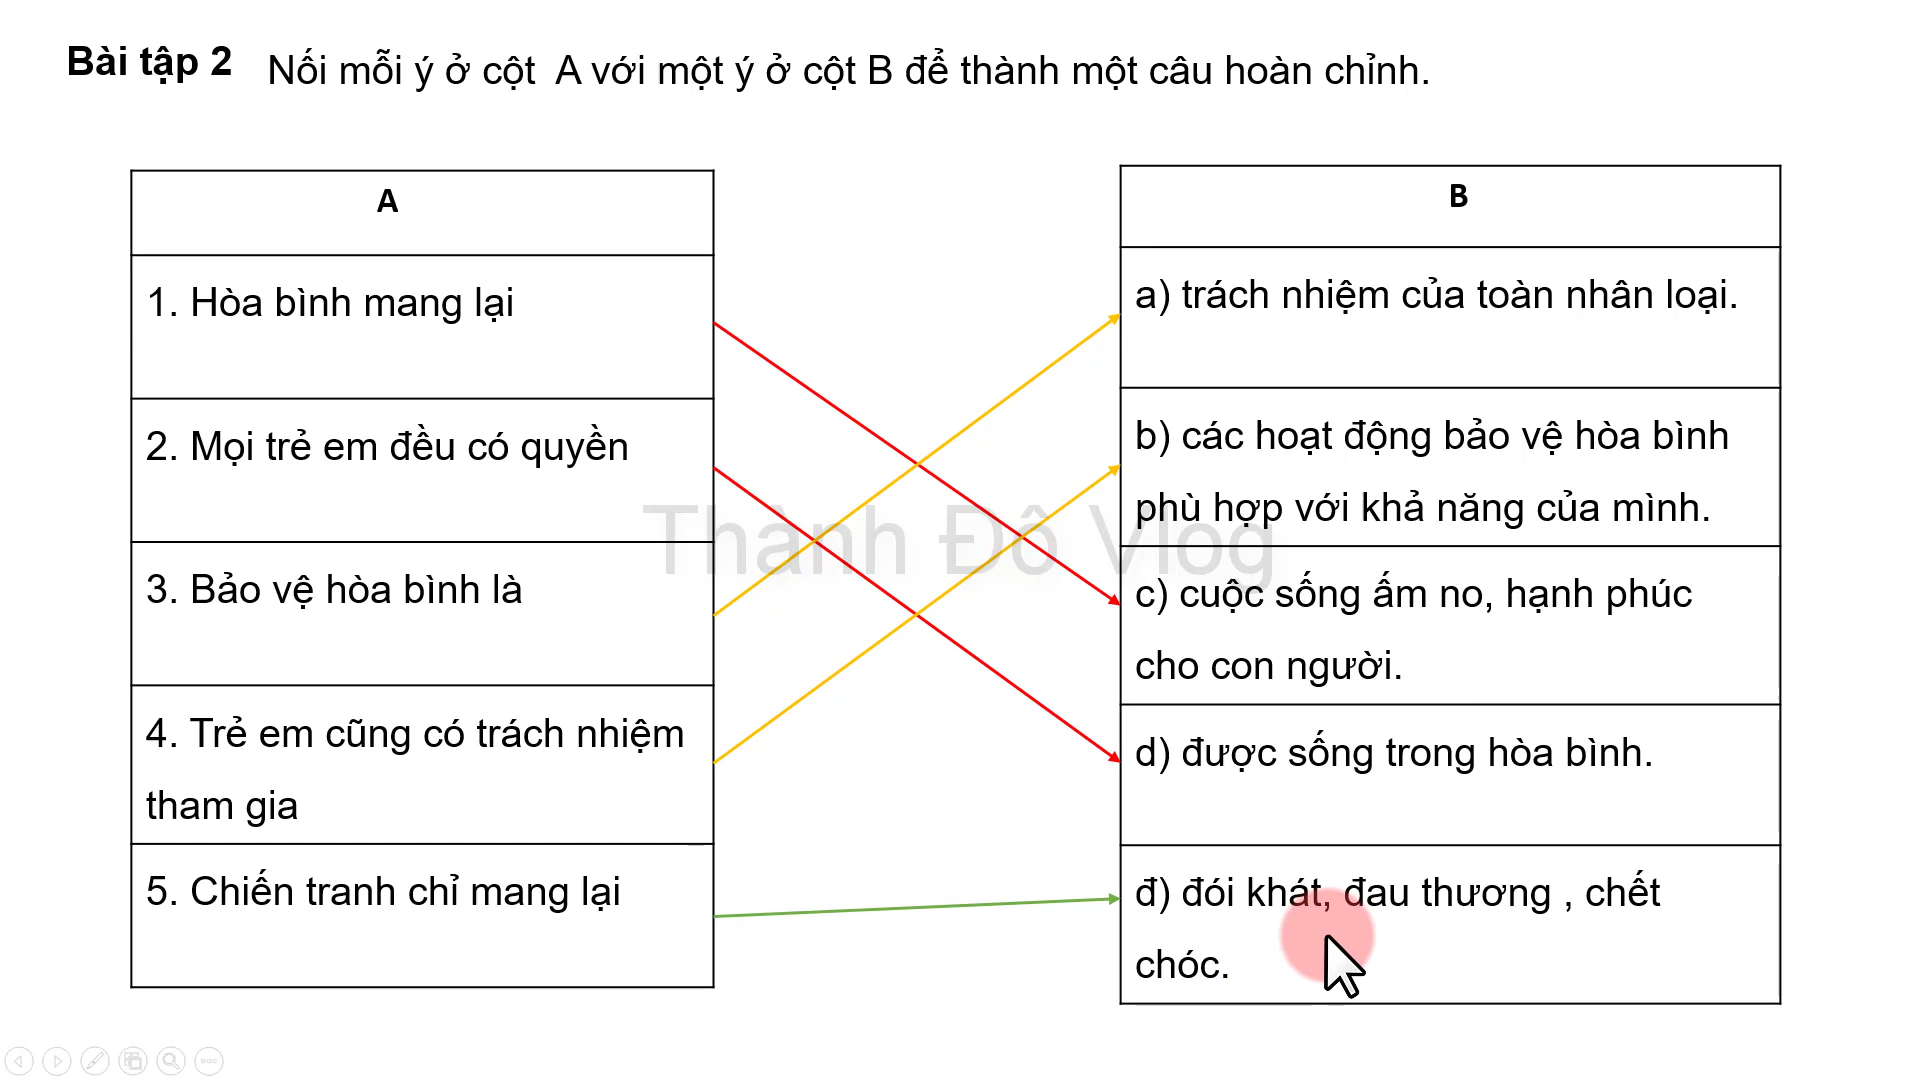 Bài tập 2 Nối mỗi ý ở cột A với một ý ở cột B để thành một câu hoàn chỉnh.
A
1. Hòa bình mang lại
2. Mọi trẻ em đều có quyền
3. Bảo vệ hòa bình là
4. Trẻ em cũng có trách nhiệm
tham gia
5. Chiến tranh chỉ mang lại
B
a) trách nhiệm của toàn nhân loại.
b) các hoạt động bảo vệ hòa bình
phù hợp với khả năng của mình.
c) cuộc sống ấm no, hạnh phúc
cho con người.
d) được sống trong hòa bình.
đ) đói khát, đau thương , chết
chóc.
Thành Đô Vlog